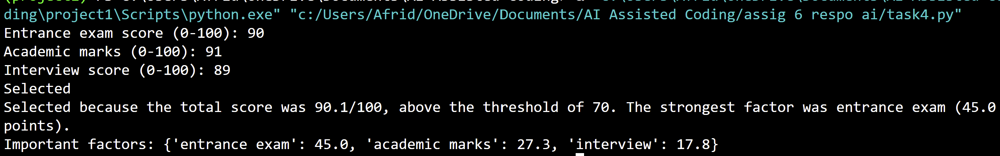 ding\project1\Scripts\python.exe" "c:/Users/Afrid/OneDrive/Documents/AI Assisted Coding/assig 6 respo ai/task4.py"
Entrance exam score (0-100): 90
Academic marks (0-100): 91
Interview score (0-100): 89
Selected
Selected because the total score was 90.1/100, above the threshold of 70. The strongest factor was entrance exam (45.0
points).
Important factors: {'entrance exam': 45.0, 'academic marks': 27.3, 'interview': 17.8}